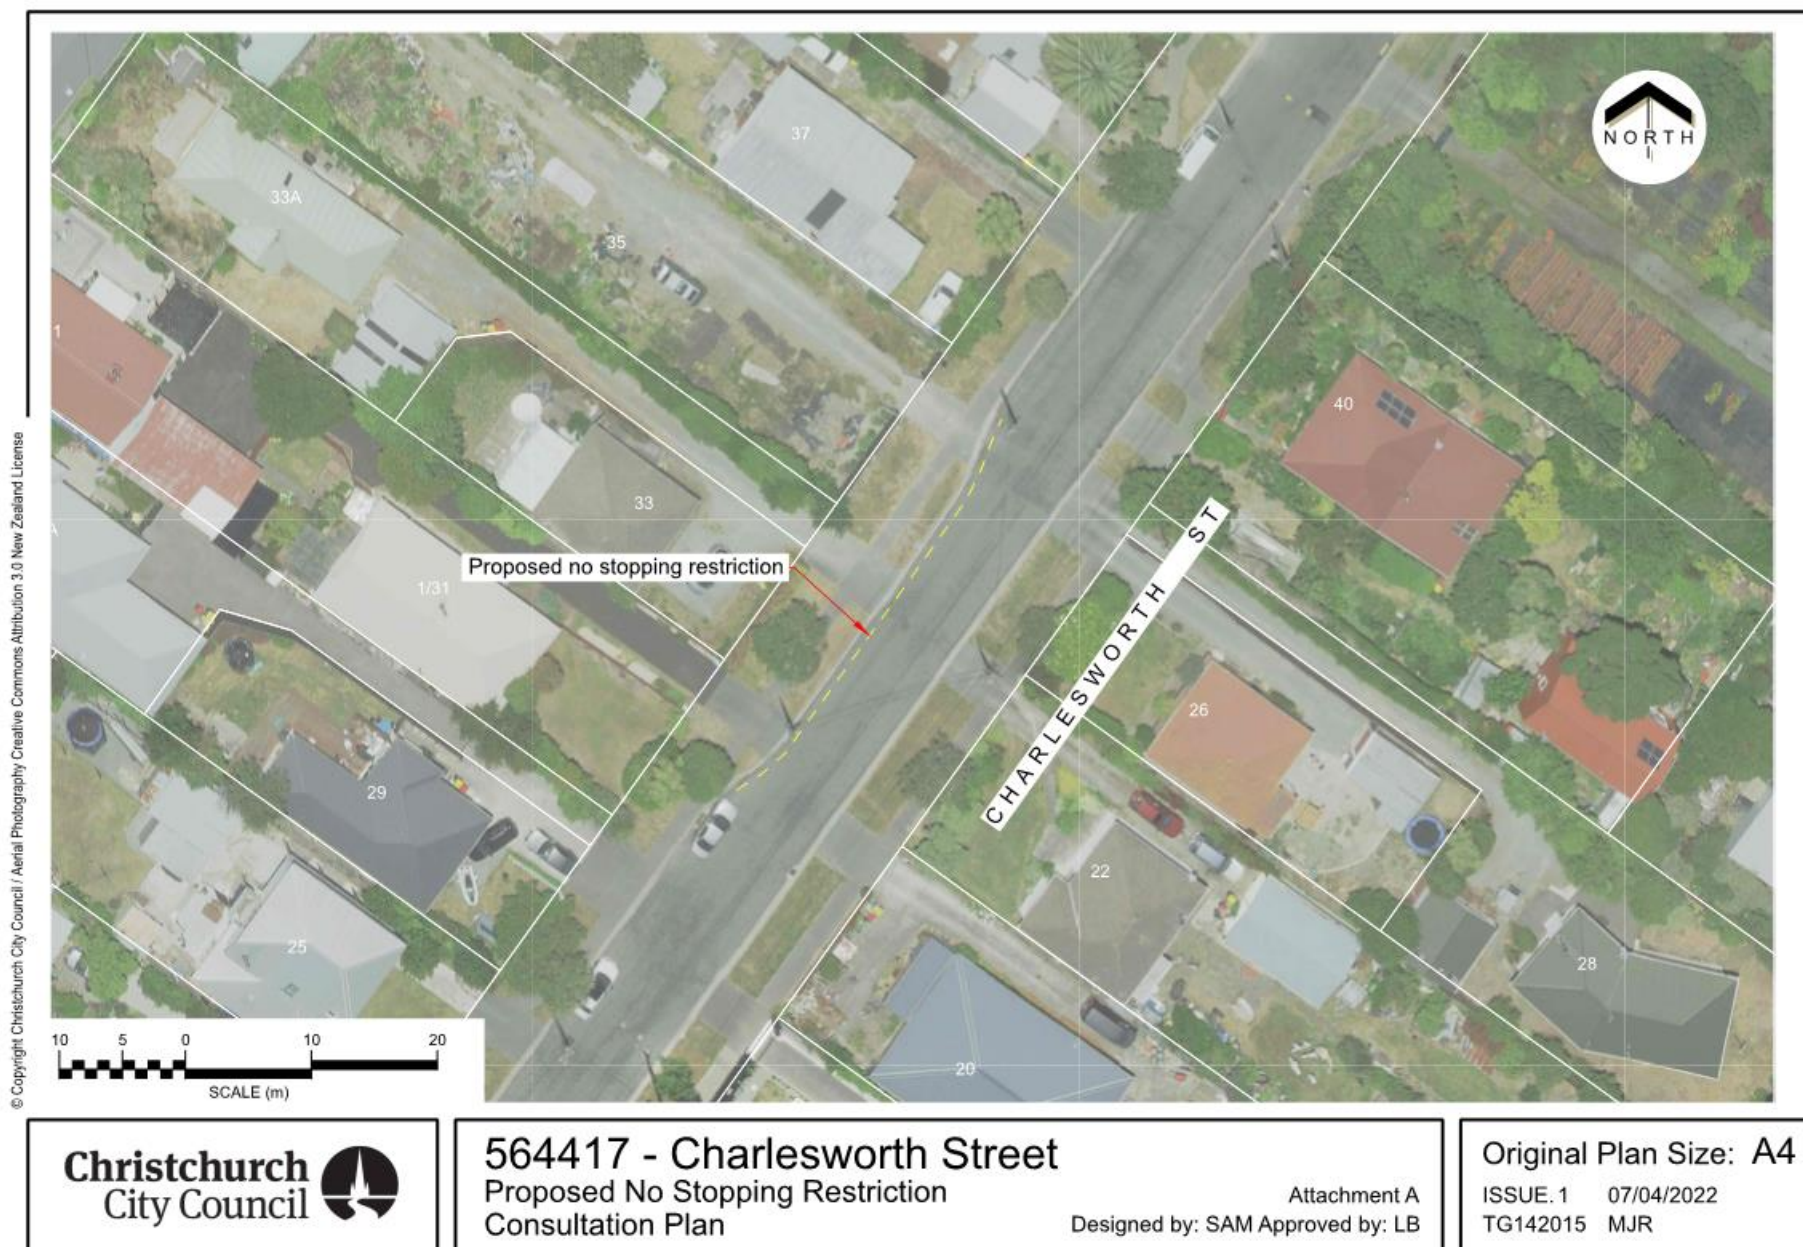 NORTH
37
33A
35
1
40
33
CHARLESWORTH ST
Proposed no stopping restriction
1/31
26
29
22
25
28
20
10 5 0 10 20
SCALE (m)
© Copyright Christchurch City Council / Aerial Photography Creative Commons Attribution 3.0 New Zealand License
Christchurch
City Council
564417 - Charlesworth Street
Proposed No Stopping Restriction
Consultation Plan
Attachment A
Designed by: SAM Approved by: LB
Original Plan Size: A4
ISSUE. 1 07/04/2022
TG142015 MJR